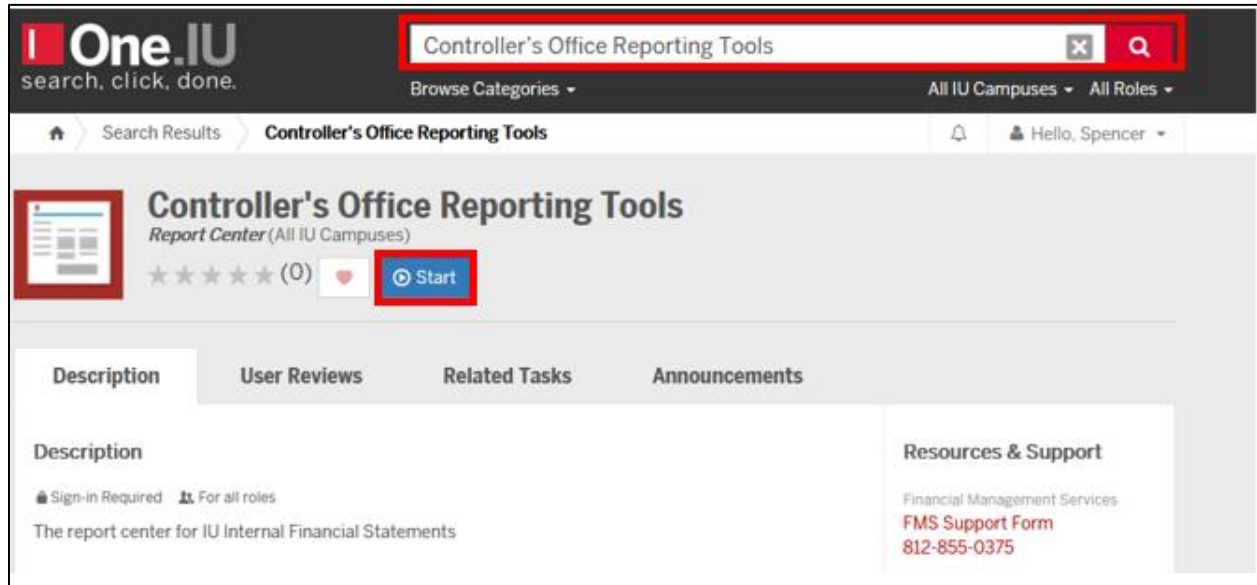 One.IU
search, click, done.
Controller's Office Reporting Tools
Browse Categories
All IU Campuses All Roles
Search Results Controller's Office Reporting Tools
Hello, Spencer
Controller's Office Reporting Tools
Report Center (All IU Campuses)
(0)
Start
Description User Reviews Related Tasks Announcements
Description
Sign-in Required For all roles
The report center for IU Internal Financial Statements
Resources & Support
Financial Management Services
FMS Support Form
812-855-0375